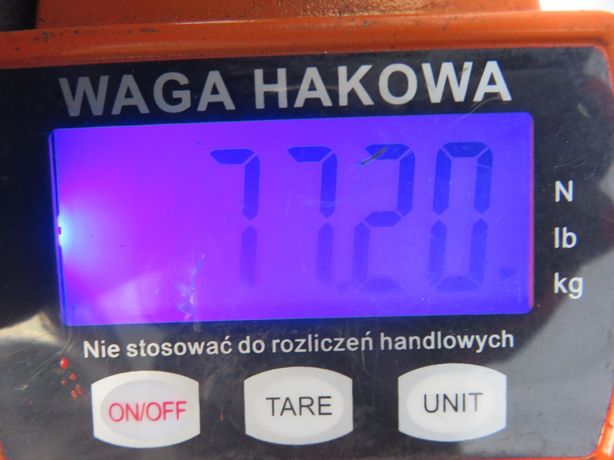 WAGA HAKOWA
77.20
N
lb
kg
Nie stosować do rozliczeń handlowych
ON/OFF
TARE
UNIT